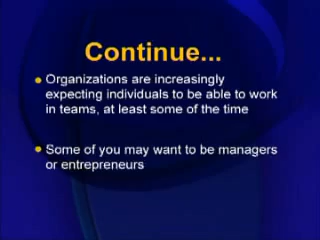 Continue...
Organizations are increasingly
expecting individuals to be able to work
in teams, at least some of the time
Some of you may want to be managers
or entrepreneurs